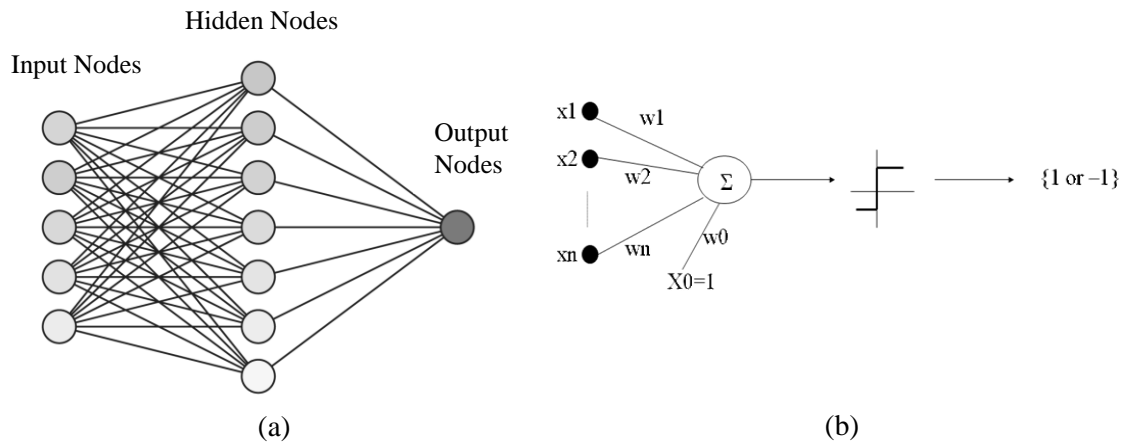 Hidden Nodes
Input Nodes
Output
Nodes
(a)
x1
w1
x2
w2
Σ
{1 or –1}
xn
wn
w0
X0=1
(b)